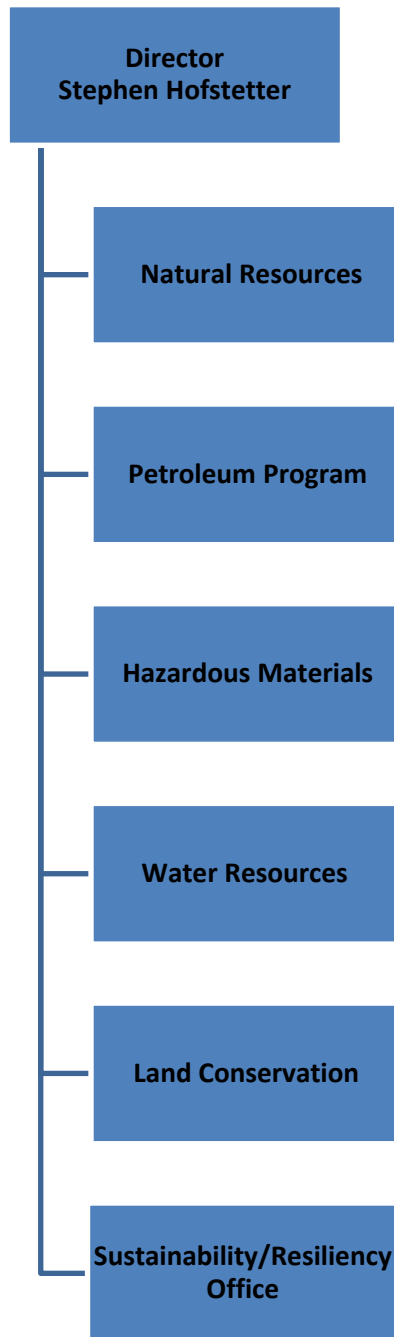 Director
Stephen Hofstetter
Natural Resources
Petroleum Program
Hazardous Materials
Water Resources
Land Conservation
Sustainability/Resiliency
Office